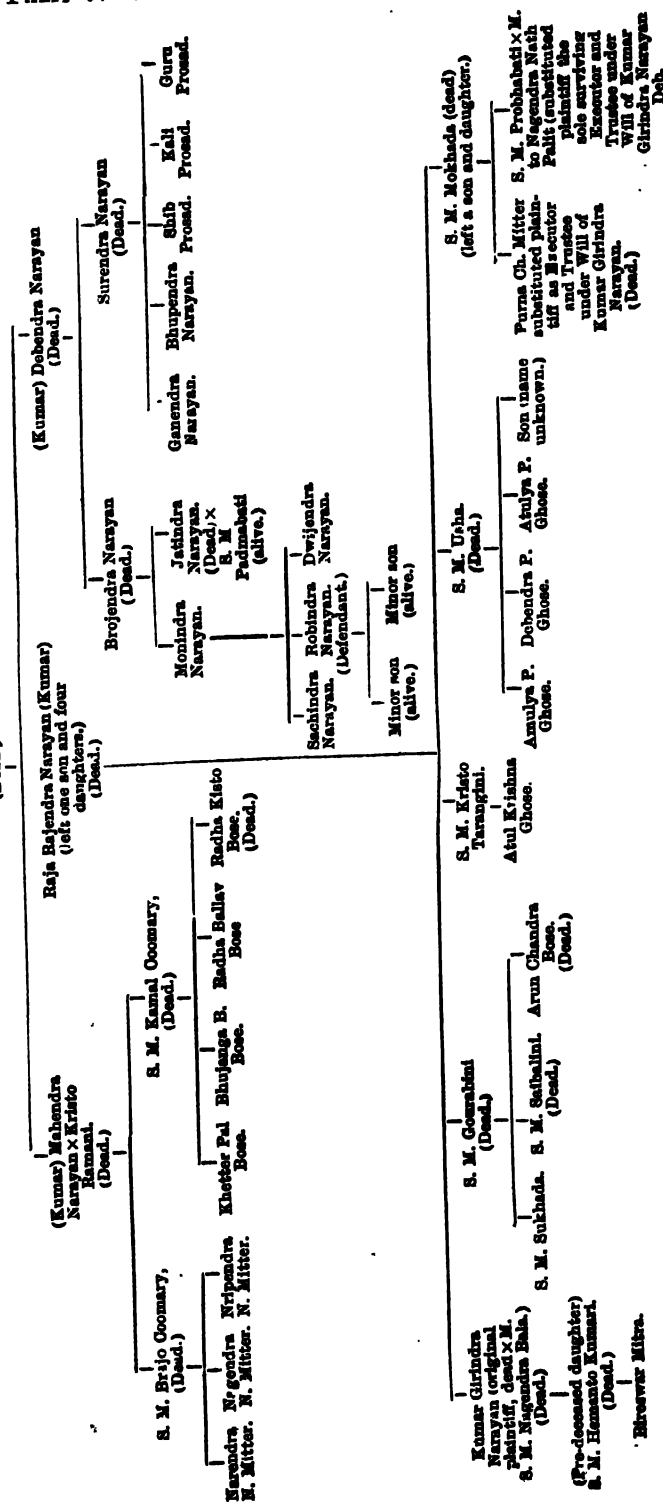 (Kumar) Mahendra
Narayan × Kristo
Ramani.
(Dead.)
Raja Rajendra Narayan (Kumar)
(left one son and four
daughters.)
(Dead.)
(Kumar) Debendra Narayan
(Dead.)
S. M. Brijo Coomary,
(Dead.)
S. M. Kamal Coomary,
(Dead.)
Brojendra Narayan
(Dead.)
Surendra Narayan
(Dead.)
Narendra
N. Mitter.
Nagendra
N. Mitter.
Nripendra
N. Mitter.
Khetter Pal
Bose.
Bhujanga B.
Bose.
Radha Ballav
Bose
Radha Kisto
Bose.
(Dead.)
Monindra
Narayan.
Jatindra
Narayan.
(Dead) ×
S. M
Padmabati
(alive.)
Ganendra
Narayan.
Bhupendra
Narayan.
Shib
Prosad.
Kali
Prosad.
Guru
Prosad.
Sachindra
Narayan.
Robindra
Narayan.
(Defendant.)
Dwijendra
Narayan.
Minor son
(alive.)
Minor son
(alive.)
Kumar Girindra
Narayan (original
plaintiff, dead × M.
S. M. Nagendra Bala.)
(Dead.)
S. M. Gourabini
(Dead.)
S. M. Kristo
Tarangini.
S. M. Usha.
(Dead.)
S. M. Mokhada (dead)
(left a son and daughter.)
(Pre-deceased daughter)
S. M. Hemanto Kumari.
(Dead.)
Bireswar Mitra.
S. M. Sukhada.
S. M. Saibalini.
(Dead.)
Arun Chandra
Bose.
(Dead.)
Atul Krishna
Ghose.
Amulya P.
Ghose.
Debendra P.
Ghose.
Atulya P.
Ghose.
Son (name
unknown.)
Purna Ch. Mitter
substituted plain-
tiff as Executor
and Trustee
under Will of
Kumar Girindra
Narayan.
(Dead.)
S. M. Probhabati × M.
to Nagendra Nath
Palit (substituted
plaintiff the
sole surviving
Executor and
Trustee under
Will of Kumar
Girindra Narayan
Deb.